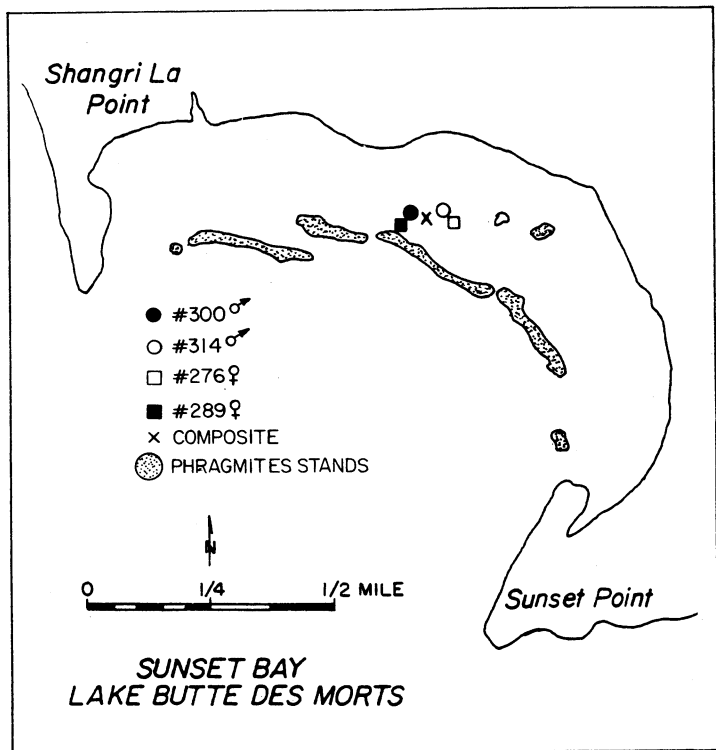 Shangri La
Point
#300♂
#314♂
#276♀
#289♀
× COMPOSITE
PHRAGMITES STANDS
N
0 1/4 1/2 MILE
Sunset Point
SUNSET BAY
LAKE BUTTE DES MORTS